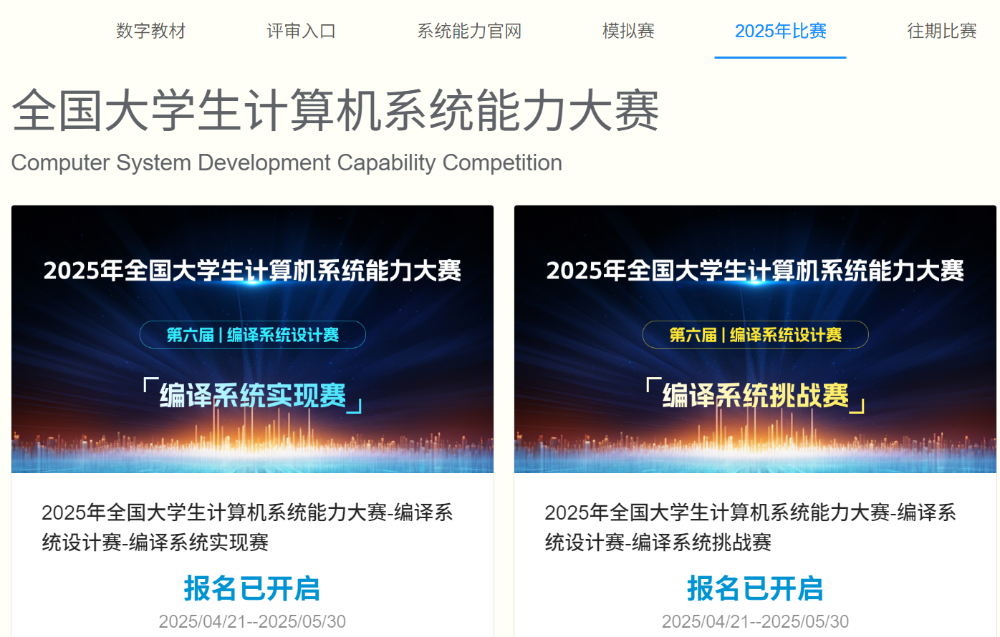 数字教材 评审入口 系统能力官网 模拟赛 2025年比赛 往期比赛
全国大学生计算机系统能力大赛
Computer System Development Capability Competition
2025年全国大学生计算机系统能力大赛
第六届 | 编译系统设计赛
「编译系统实现赛」
2025年全国大学生计算机系统能力大赛-编译系
统设计赛-编译系统实现赛
报名已开启
2025/04/21--2025/05/30
2025年全国大学生计算机系统能力大赛
第六届 | 编译系统设计赛
「编译系统挑战赛」
2025年全国大学生计算机系统能力大赛-编译系
统设计赛-编译系统挑战赛
报名已开启
2025/04/21--2025/05/30